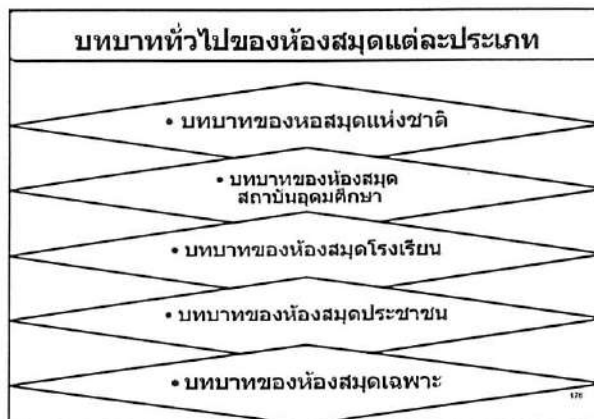 บทบาททั่วไปของห้องสมุดแต่ละประเภท
• บทบาทของหอสมุดแห่งชาติ
• บทบาทของห้องสมุด
สถาบันอุดมศึกษา
• บทบาทของห้องสมุดโรงเรียน
• บทบาทของห้องสมุดประชาชน
• บทบาทของห้องสมุดเฉพาะ